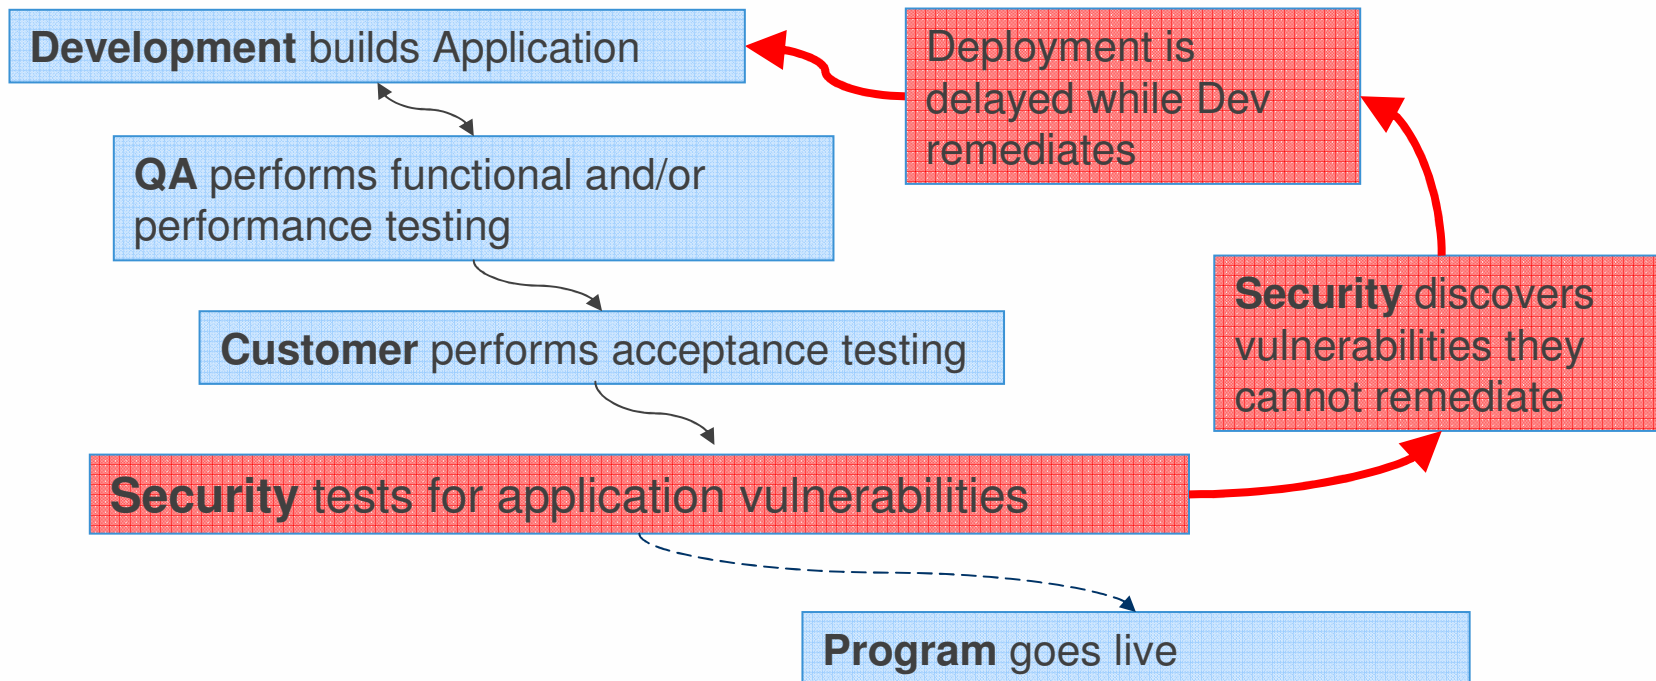 Development builds Application
Deployment is
delayed while Dev
remediates
QA performs functional and/or
performance testing
Security discovers
vulnerabilities they
cannot remediate
Customer performs acceptance testing
Security tests for application vulnerabilities
Program goes live